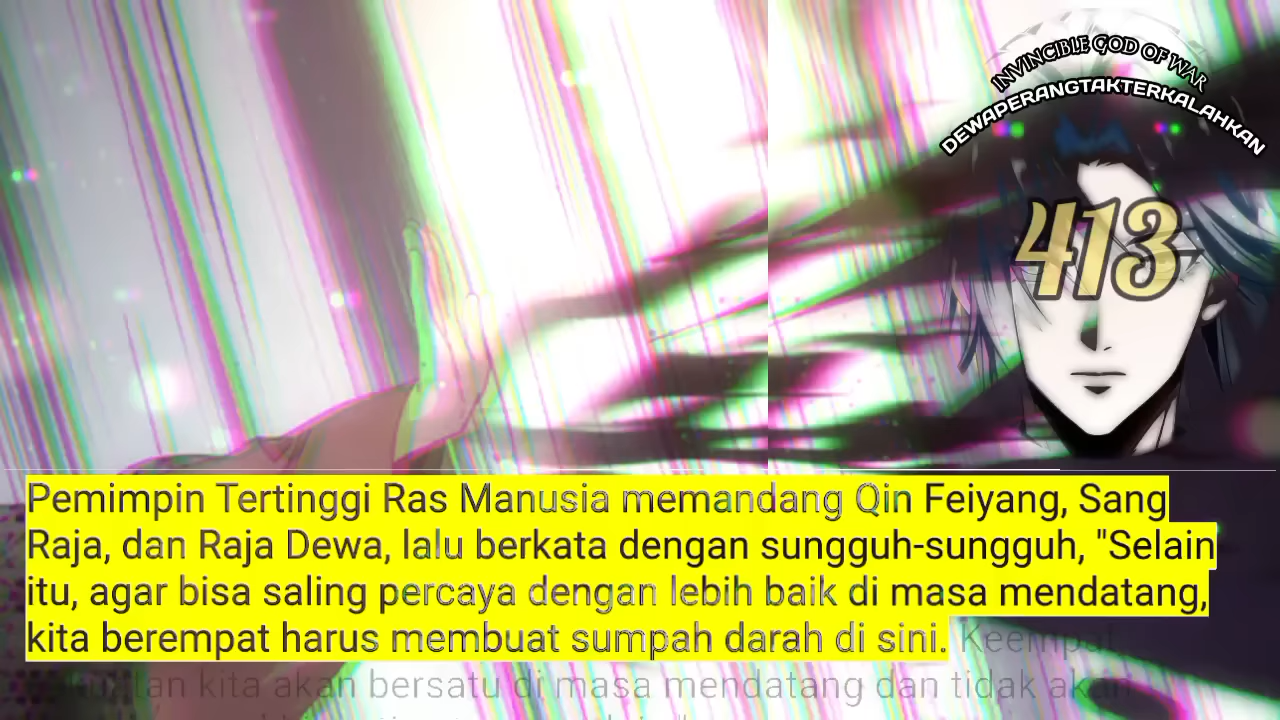 INVINCIBLE GOD OF WAR
DEWAPERANGTAKTERKALAHKAN
413
Pemimpin Tertinggi Ras Manusia memandang Qin Feiyang, Sang
Raja, dan Raja Dewa, lalu berkata dengan sungguh-sungguh, "Selain
itu, agar bisa saling percaya dengan lebih baik di masa mendatang,
kita berempat harus membuat sumpah darah di sini. Keempat
kita akan bersatu di masa mendatang dan tidak akan